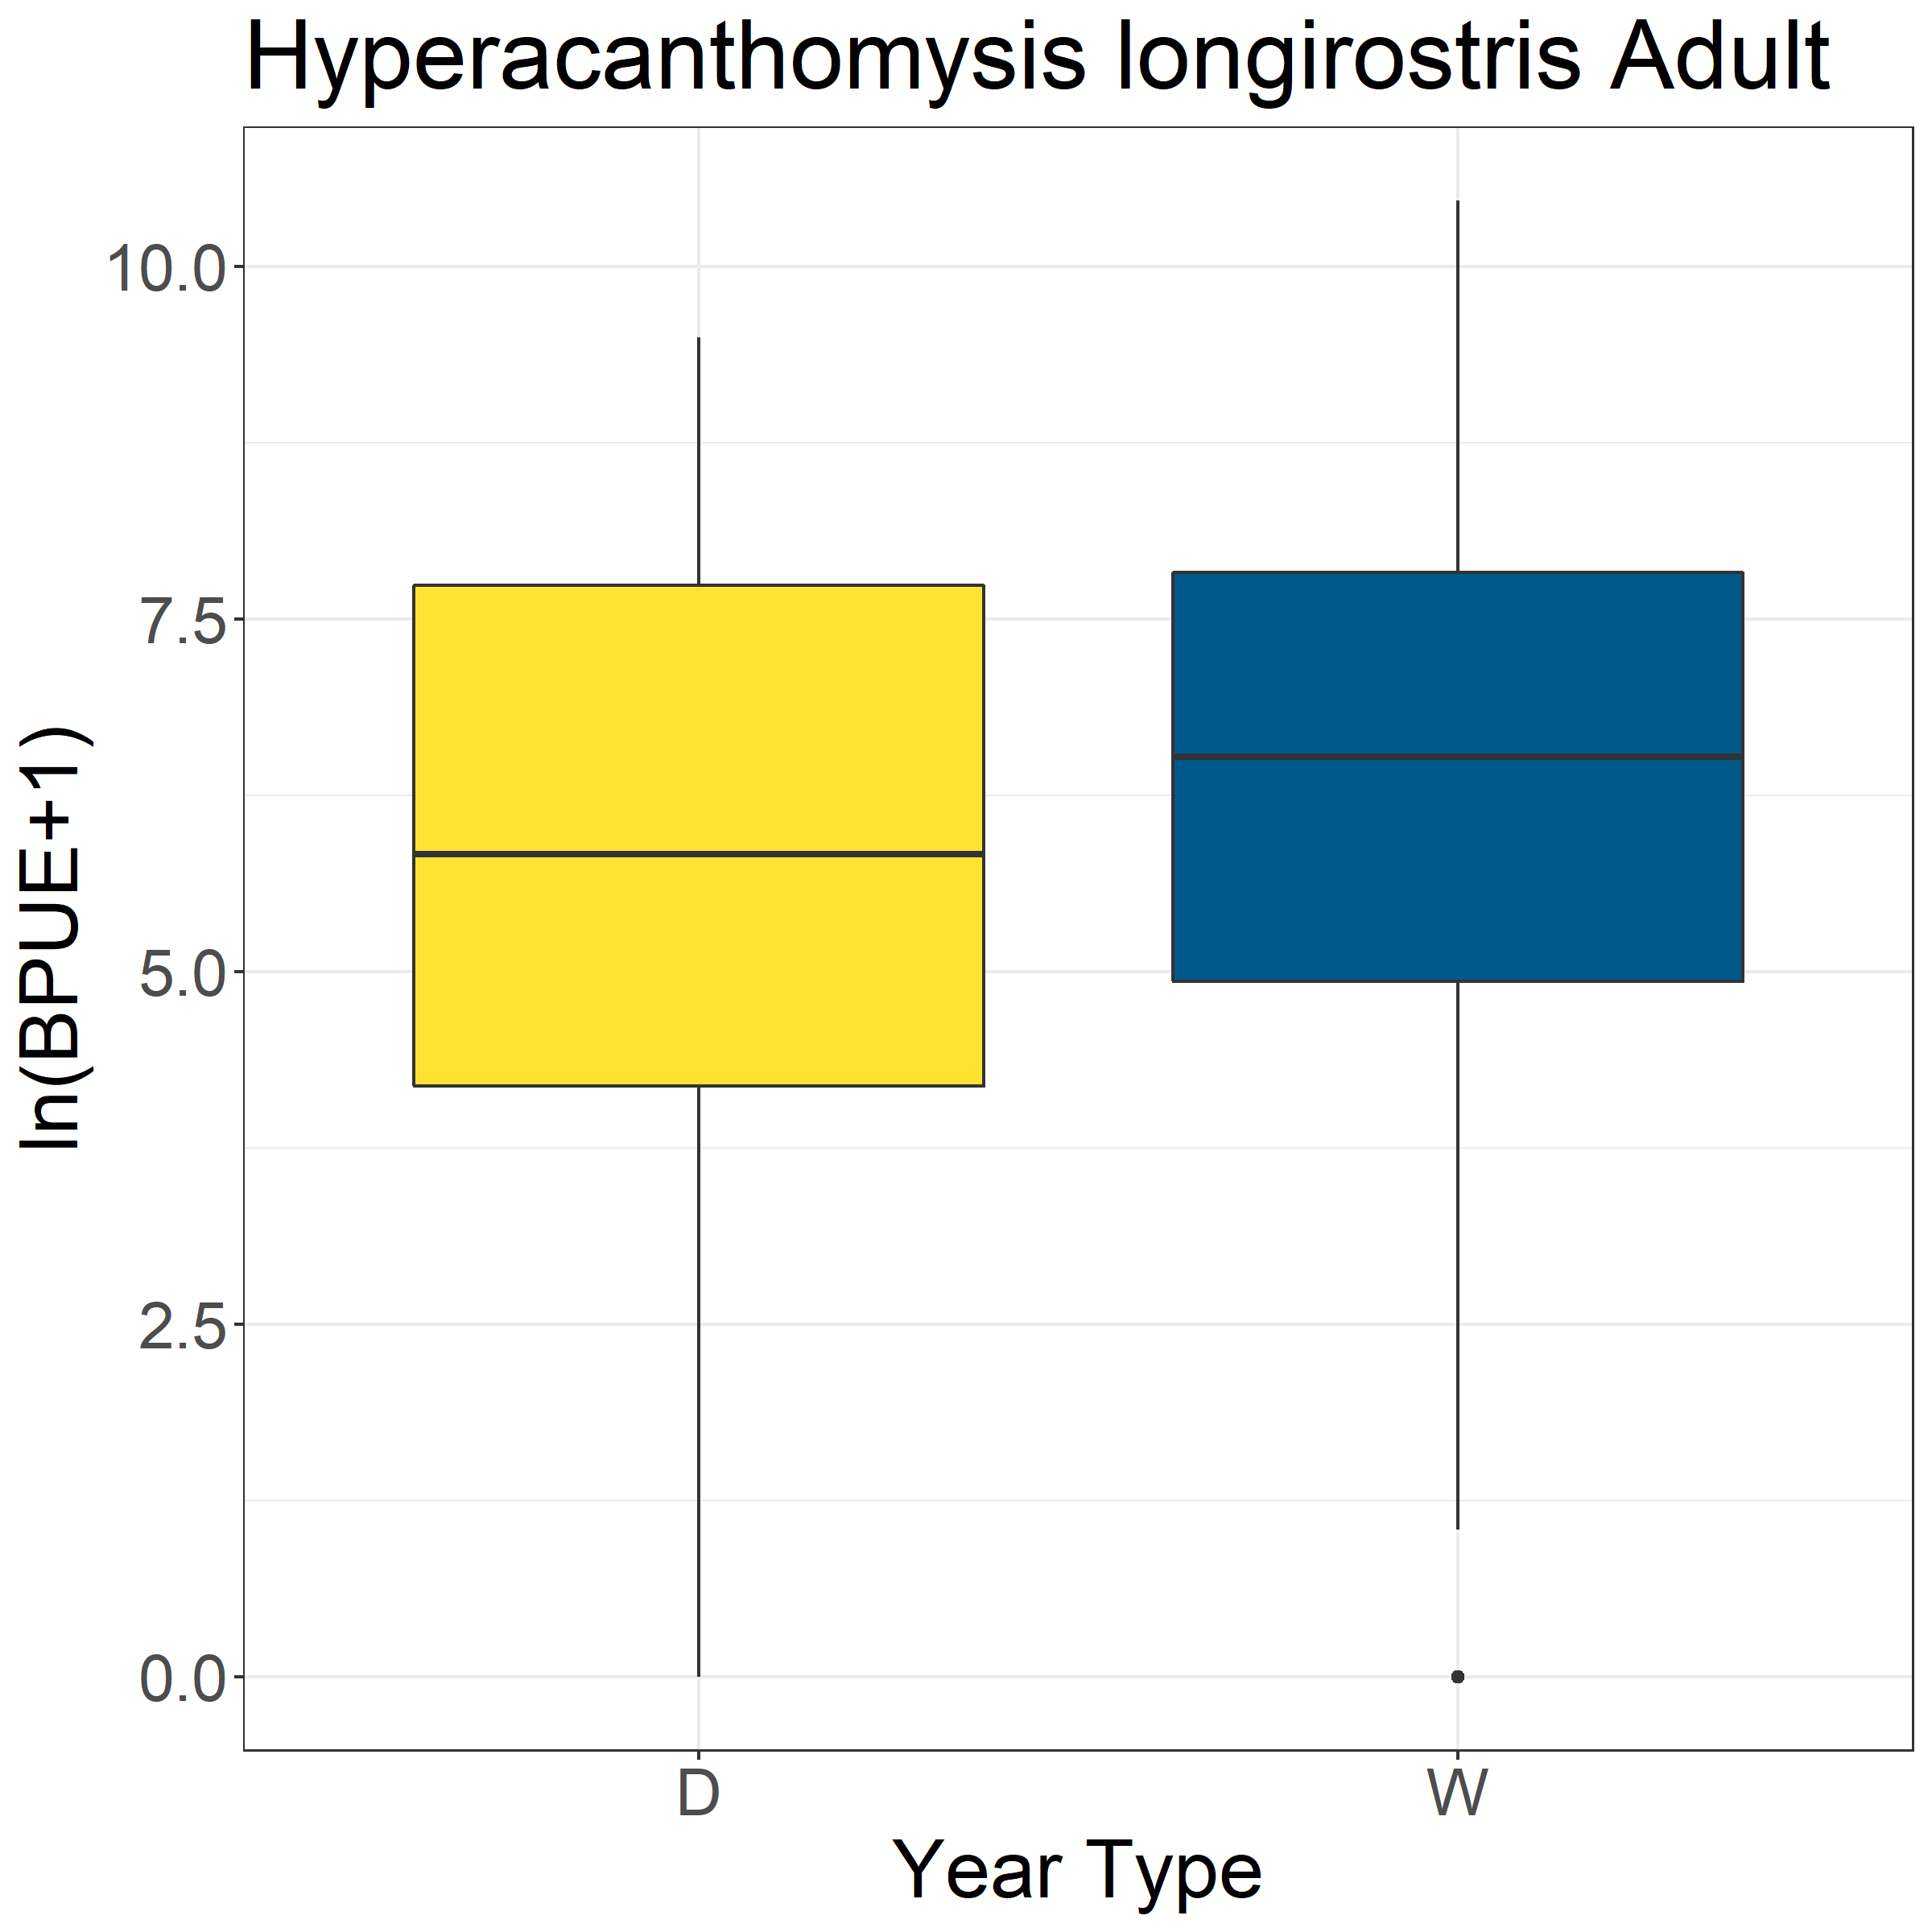 Hyperacanthomysis longirostris Adult
10.0
7.5
5.0
2.5
0.0
ln(BPUE+1)
D
W
Year Type